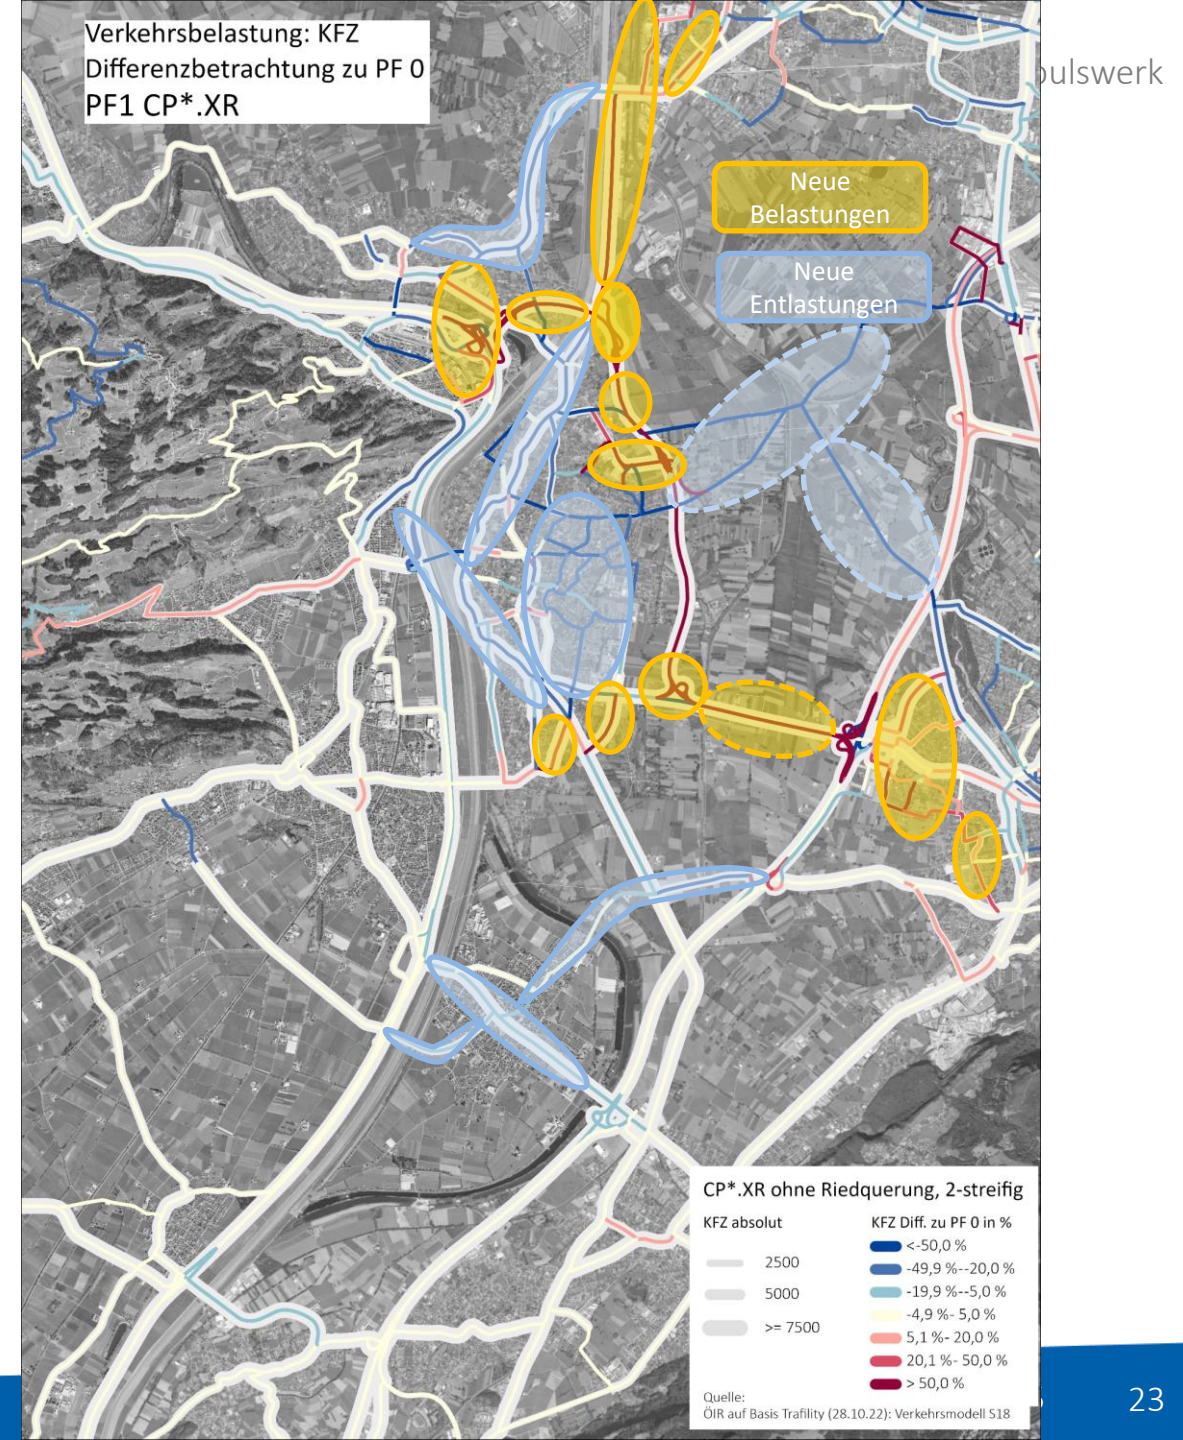 Verkehrsbelastung: KFZ
Differenzbetrachtung zu PF 0
PF1 CP*.XR
pulswerk
Neue
Belastungen
Neue
Entlastungen
CP*.XR ohne Riedquerung, 2-streifig
KFZ absolut
2500
5000
>= 7500
KFZ Diff. zu PF 0 in %
<-50,0 %
-49,9 %--20,0 %
-19,9 %--5,0 %
-4,9 %- 5,0 %
5,1 %- 20,0 %
20,1 %- 50,0 %
> 50,0 %
Quelle:
ÖIR auf Basis Trafility (28.10.22): Verkehrsmodell S18
23